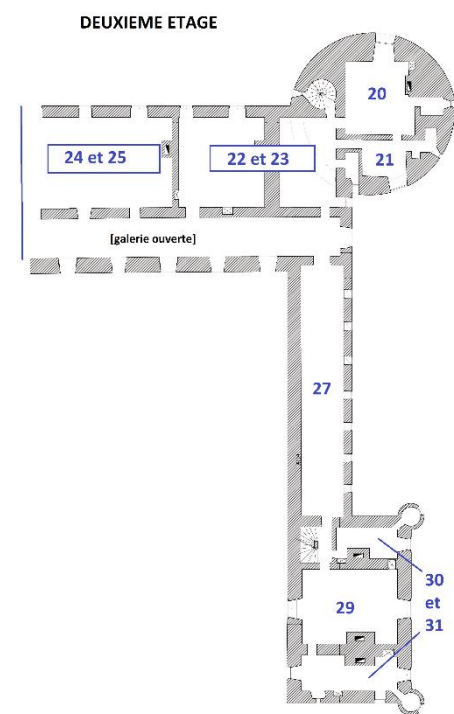 DEUXIEME ETAGE
20
24 et 25
22 et 23
21
[galerie ouverte]
27
29
30
et
31